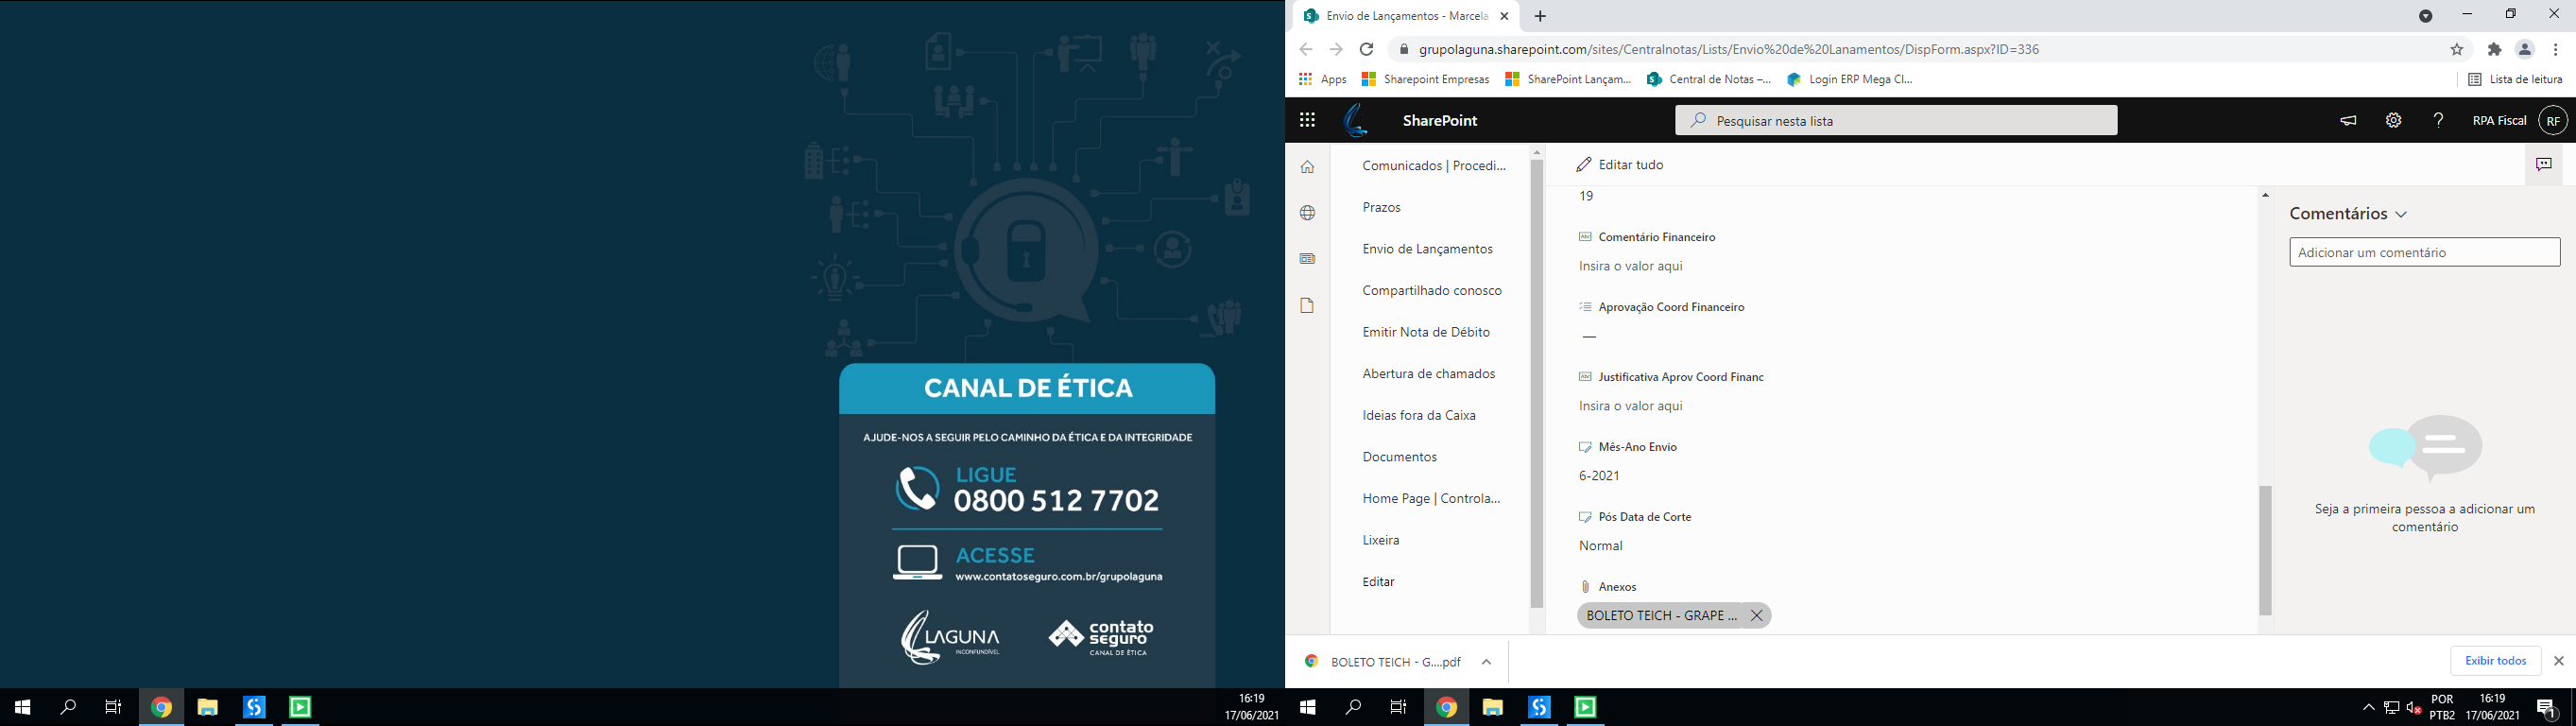 CANAL DE ÉTICA
AJUDE-NOS A SEGUIR PELO CAMINHO DA ÉTICA E DA INTEGRIDADE
LIGUE
0800 512 7702
ACESSE
www.contatoseguro.com.br/grupolaguna
LAGUNA
INCONFUNDÍVEL
contato
seguro
CANAL DE ÉTICA
16:19
17/06/2021
Envio de Lançamentos - Marcela
grupolaguna.sharepoint.com/sites/Centralnotas/Lists/Envio%20de%20Lanamentos/DispForm.aspx?ID=336
Apps
Sharepoint Empresas
SharePoint Lançam...
Central de Notas –...
Login ERP Mega Cl...
Lista de leitura
SharePoint
Pesquisar nesta lista
RPA Fiscal
RF
Comunicados | Procedi...
Prazos
Envio de Lançamentos
Compartilhado conosco
Emitir Nota de Débito
Abertura de chamados
Ideias fora da Caixa
Documentos
Home Page | Controla...
Lixeira
Editar
Editar tudo
19
Comentário Financeiro
Insira o valor aqui
Aprovação Coord Financeiro
—
Justificativa Aprov Coord Financ
Insira o valor aqui
Mês-Ano Envio
6-2021
Pós Data de Corte
Normal
Anexos
BOLETO TEICH - GRAPE ...
Comentários
Adicionar um comentário
Seja a primeira pessoa a adicionar um
comentário
BOLETO TEICH - G....pdf
Exibir todos
POR
PTB2
16:19
17/06/2021
1